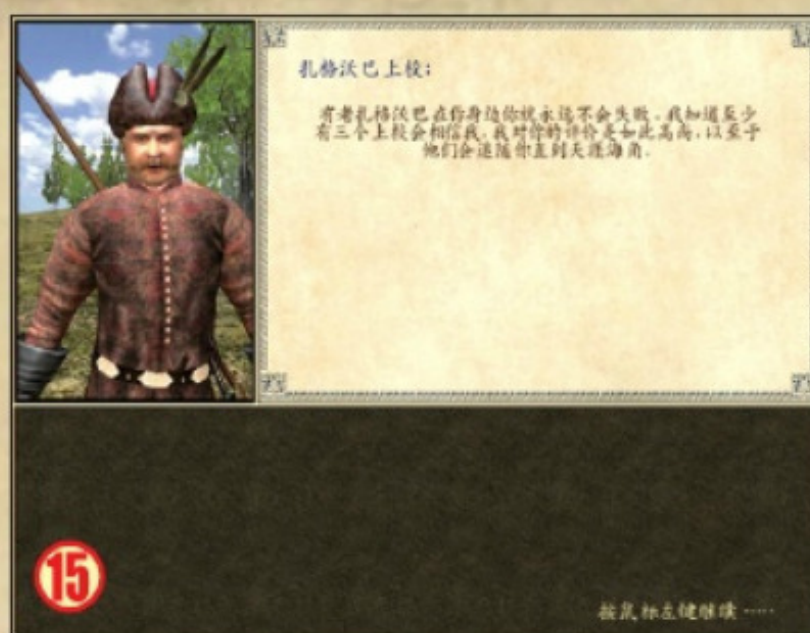 扎格沃巴上校：
有老扎格沃巴在你身边你就永远不会失败。我知道至少
有三个上校会相信我，我对你的评价是如此高尚，以至于
他们会追随你直到天涯海角.
15
按鼠标左键继续 ·····